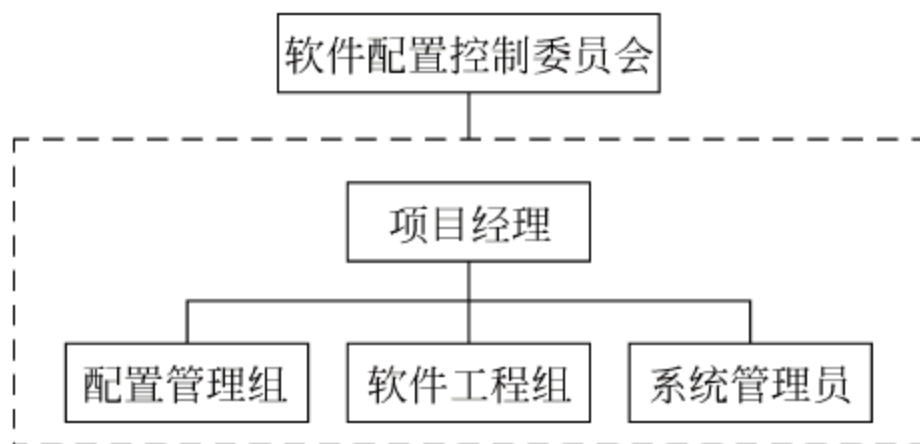 软件配置控制委员会
项目经理
配置管理组
软件工程组
系统管理员